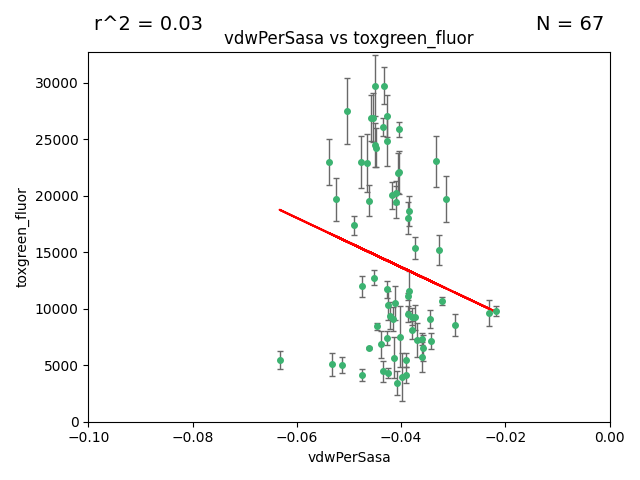 r^2 = 0.03
N = 67
vdwPerSasa vs toxgreen_fluor
30000
25000
20000
15000
10000
5000
0
toxgreen_fluor
−0.10
−0.08
−0.06
−0.04
−0.02
0.00
vdwPerSasa